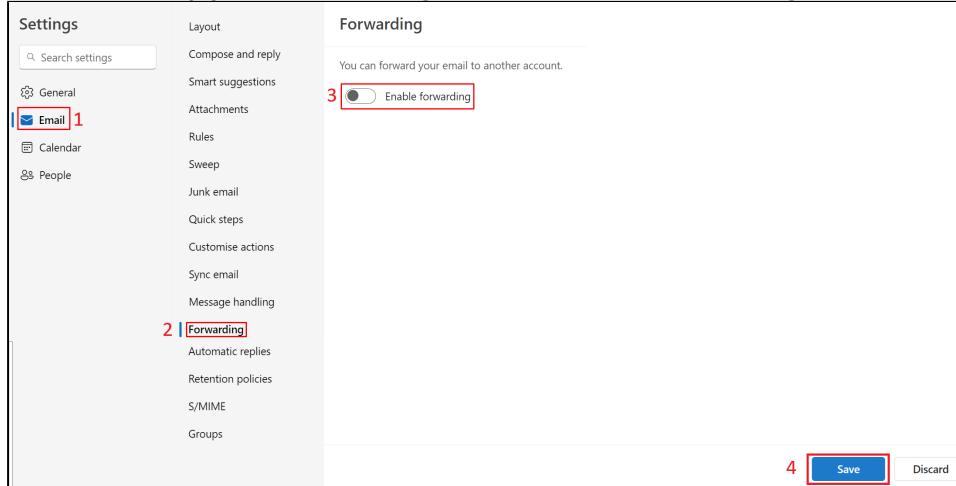 Settings
Search settings
General
Email 1
Calendar
People
Layout
Compose and reply
Smart suggestions
Attachments
Rules
Sweep
Junk email
Quick steps
Customise actions
Sync email
Message handling
2 Forwarding
Automatic replies
Retention policies
S/MIME
Groups
Forwarding
You can forward your email to another account.
3 Enable forwarding
4 Save Discard